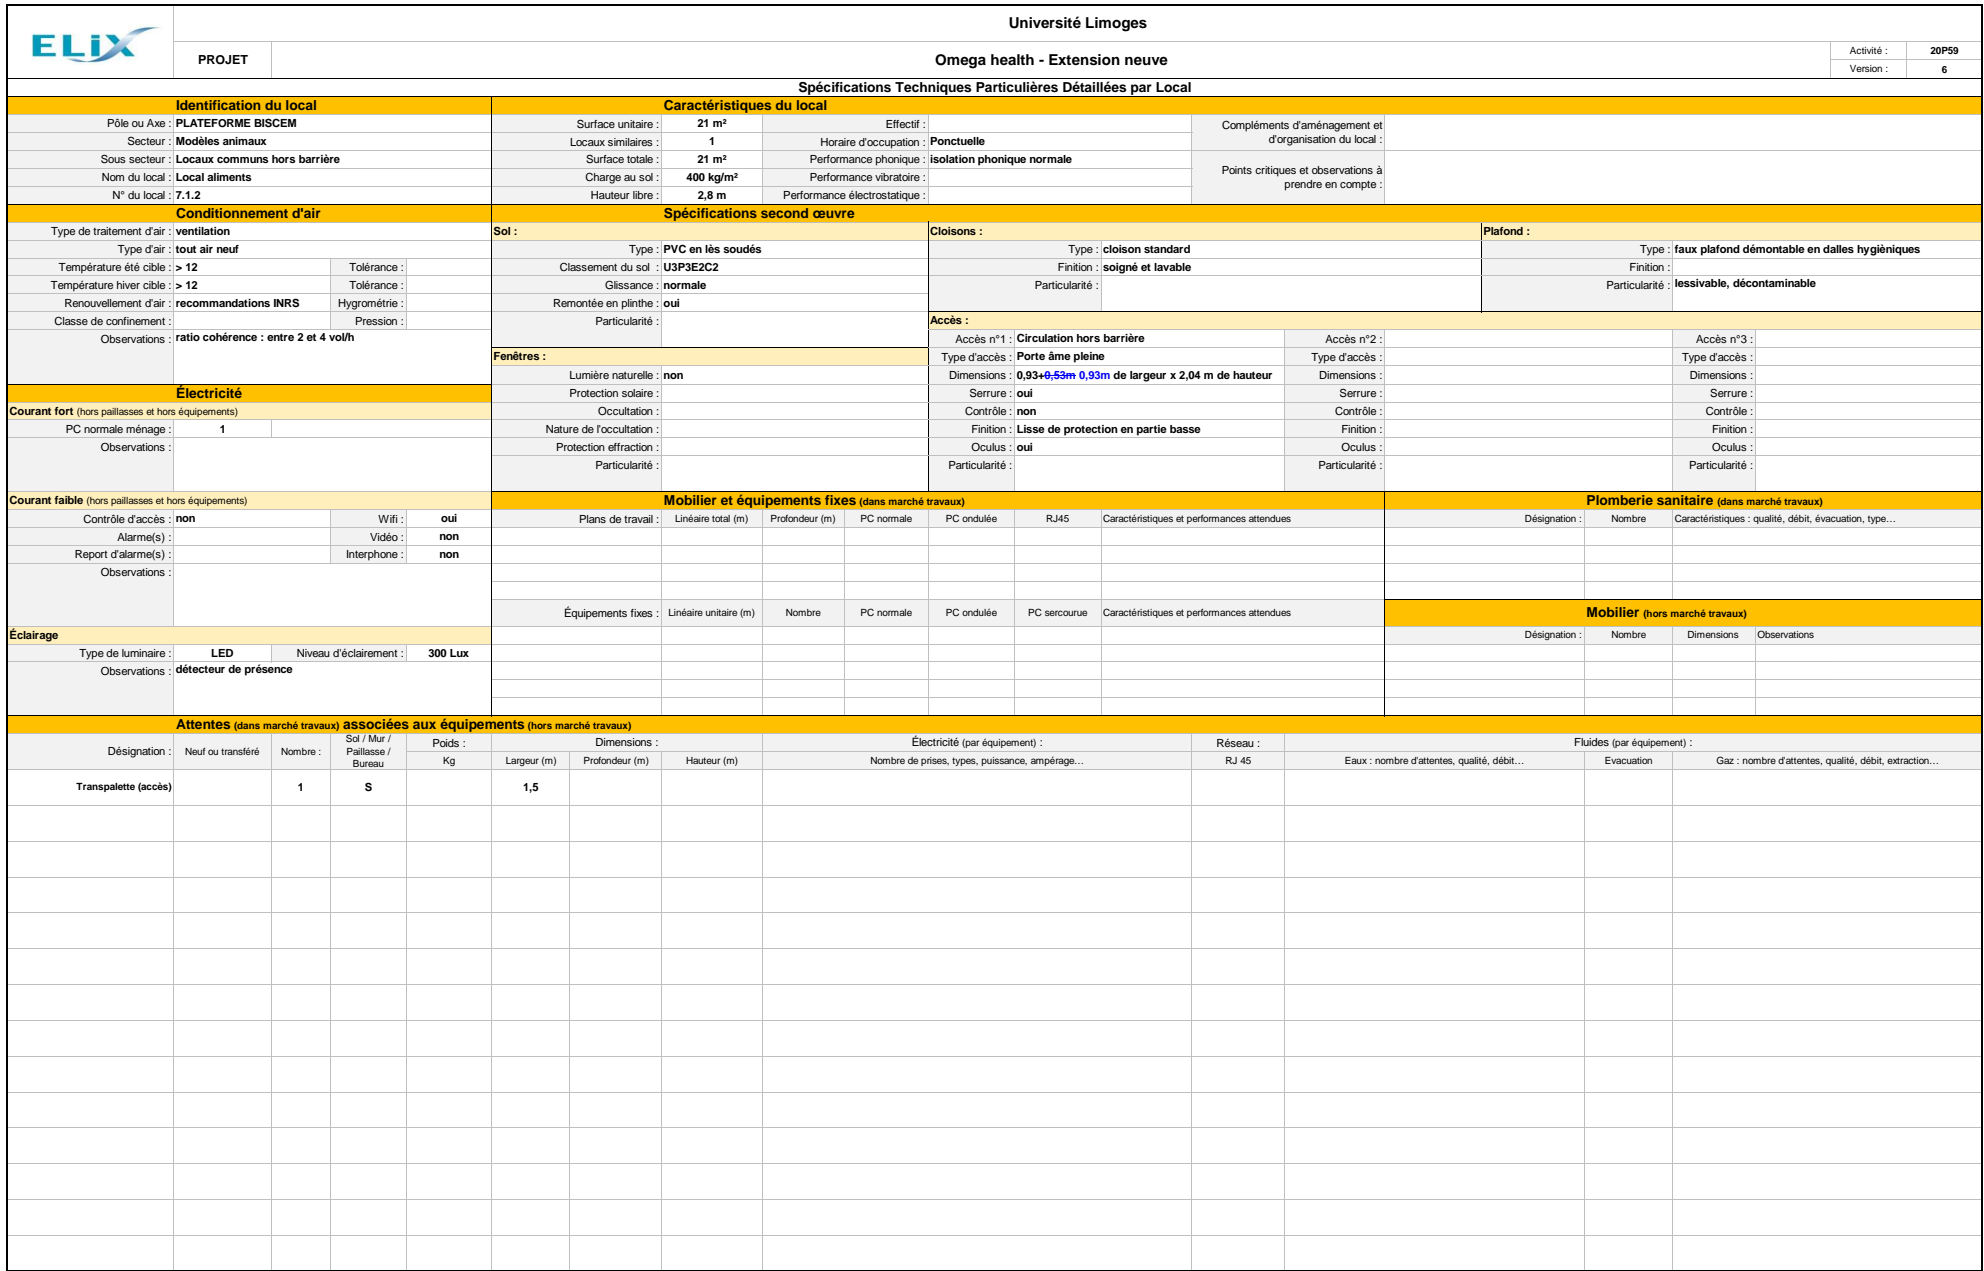 ELiX
Université Limoges
PROJET
Omega health - Extension neuve
Activité : 20P59
Version : 6
Spécifications Techniques Particulières Détaillées par Local
Identification du local
Caractéristiques du local
Pôle ou Axe : PLATEFORME BISCEM
Secteur : Modèles animaux
Sous secteur : Locaux communs hors barrière
Nom du local : Local aliments
N° du local : 7.1.2
Surface unitaire : 21 m²
Locaux similaires : 1
Surface totale : 21 m²
Charge au sol : 400 kg/m²
Hauteur libre : 2,8 m
Effectif :
Horaire d'occupation : Ponctuelle
Performance phonique : isolation phonique normale
Performance vibratoire :
Performance électrostatique :
Compléments d'aménagement et
d'organisation du local :
Points critiques et observations à
prendre en compte :
Conditionnement d'air
Type de traitement d'air : ventilation
Type d'air : tout air neuf
Température été cible : > 12 Tolérance :
Température hiver cible : > 12 Tolérance :
Renouvellement d'air : recommandations INRS Hygrométrie :
Classe de confinement : Pression :
Observations : ratio cohérence : entre 2 et 4 vol/h
Spécifications second œuvre
Sol :
Type : PVC en lès soudés
Classement du sol : U3P3E2C2
Glissance : normale
Remontée en plinthe : oui
Particularité :
Cloisons :
Type : cloison standard
Finition : soigné et lavable
Particularité :
Plafond :
Type : faux plafond démontable en dalles hygièniques
Finition :
Particularité : lessivable, décontaminable
Fenêtres :
Lumière naturelle : non
Protection solaire :
Occultation :
Nature de l'occultation :
Protection effraction :
Particularité :
Accès :
Accès n°1 : Circulation hors barrière
Type d'accès : Porte âme pleine
Dimensions : 0,93+0,53m 0,93m de largeur x 2,04 m de hauteur
Serrure : oui
Contrôle : non
Finition : Lisse de protection en partie basse
Oculus : oui
Particularité :
Accès n°2 :
Type d'accès :
Dimensions :
Serrure :
Contrôle :
Finition :
Oculus :
Particularité :
Accès n°3 :
Type d'accès :
Dimensions :
Serrure :
Contrôle :
Finition :
Oculus :
Particularité :
Électricité
Courant fort (hors paillasses et hors équipements)
PC normale ménage : 1
Observations :
Courant faible (hors paillasses et hors équipements)
Contrôle d'accès : non Wifi : oui
Alarme(s) : Vidéo : non
Report d'alarme(s) : Interphone : non
Observations :
Éclairage
Type de luminaire : LED Niveau d'éclairement : 300 Lux
Observations : détecteur de présence
Mobilier et équipements fixes (dans marché travaux)
Plans de travail : Linéaire total (m) Profondeur (m) PC normale PC ondulée RJ45 Caractéristiques et performances attendues
Équipements fixes : Linéaire unitaire (m) Nombre PC normale PC ondulée PC sercourue Caractéristiques et performances attendues
Plomberie sanitaire (dans marché travaux)
Désignation : Nombre Caractéristiques : qualité, débit, évacuation, type…
Mobilier (hors marché travaux)
Désignation : Nombre Dimensions Observations
Attentes (dans marché travaux) associées aux équipements (hors marché travaux)
Désignation : Neuf ou transféré Nombre :
Sol / Mur /
Paillasse /
Bureau
Poids :
Kg
Dimensions :
Largeur (m) Profondeur (m) Hauteur (m)
Électricité (par équipement) :
Nombre de prises, types, puissance, ampérage…
Réseau :
RJ 45
Fluides (par équipement) :
Eaux : nombre d'attentes, qualité, débit… Evacuation Gaz : nombre d'attentes, qualité, débit, extraction…
Transpalette (accès) 1 S 1,5